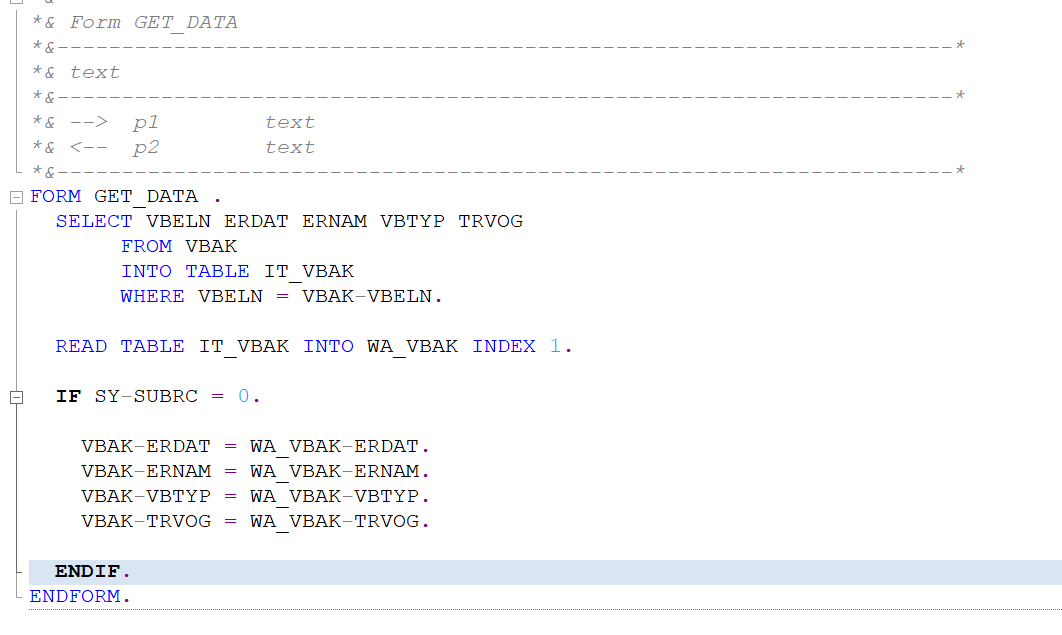 *& Form GET_DATA
*&---------------------------------------------------------------------*
*& text
*&---------------------------------------------------------------------*
*& --> p1 text
*& <-- p2 text
*&---------------------------------------------------------------------*
FORM GET_DATA .
SELECT VBELN ERDAT ERNAM VBTYP TRVOG
FROM VBAK
INTO TABLE IT_VBAK
WHERE VBELN = VBAK-VBELN.
READ TABLE IT_VBAK INTO WA_VBAK INDEX 1.
IF SY-SUBRC = 0.
VBAK-ERDAT = WA_VBAK-ERDAT.
VBAK-ERNAM = WA_VBAK-ERNAM.
VBAK-VBTYP = WA_VBAK-VBTYP.
VBAK-TRVOG = WA_VBAK-TRVOG.
ENDIF.
ENDFORM.